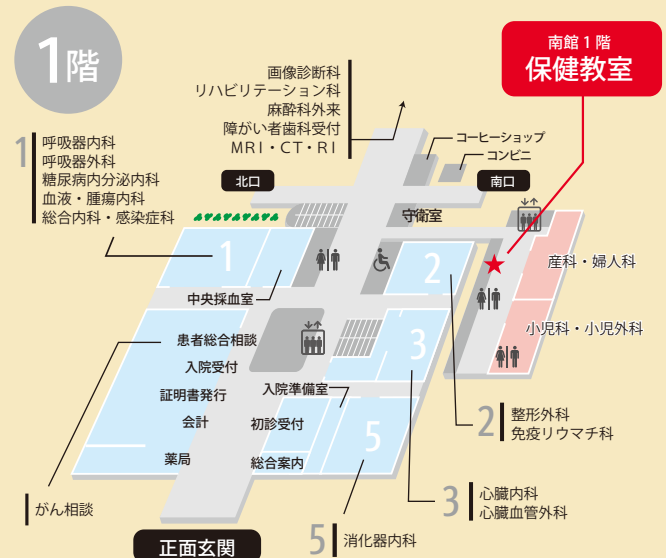 1階
南館1階
保健教室
画像診断科
リハビリテーション科
麻酔科外来
障がい者歯科受付
MRI・CT・RI
コーヒーショップ
コンビニ
1
呼吸器内科
呼吸器外科
糖尿病内分泌内科
血液・腫瘍内科
総合内科・感染症科
北口
南口
守衛室
1
2
産科・婦人科
中央採血室
小児科・小児外科
患者総合相談
3
入院受付
入院準備室
証明書発行
会計
初診受付
5
薬局
総合案内
2
整形外科
免疫リウマチ科
3
心臓内科
心臓血管外科
がん相談
5
消化器内科
正面玄関